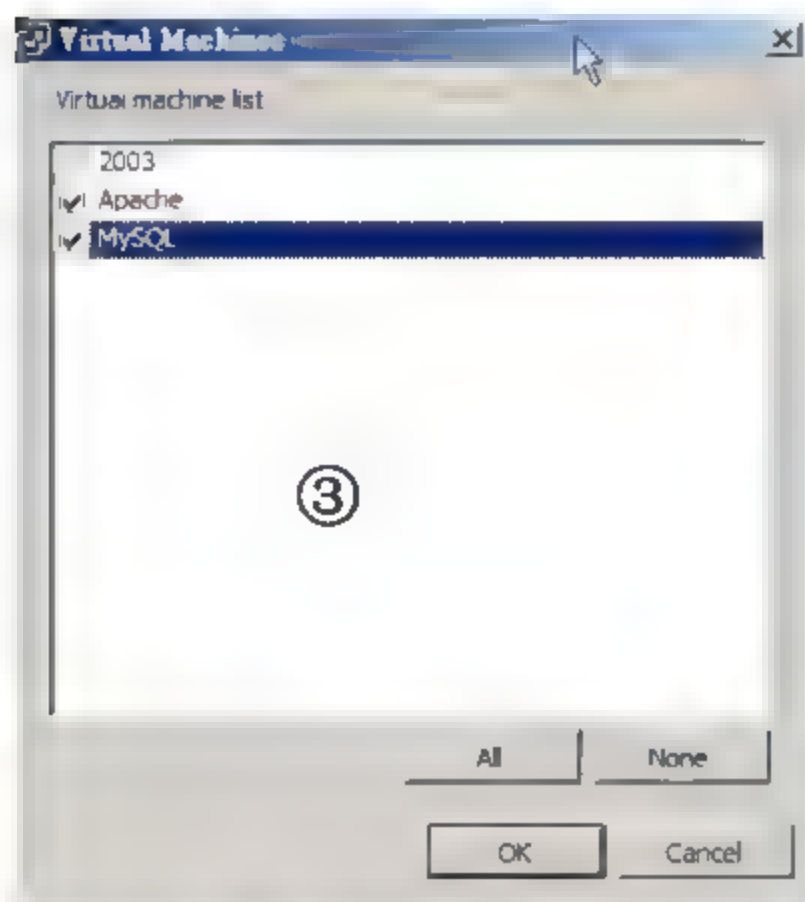 Virtual Machines
Virtual machine list
2003
Apache
MySQL
③
All None
OK Cancel